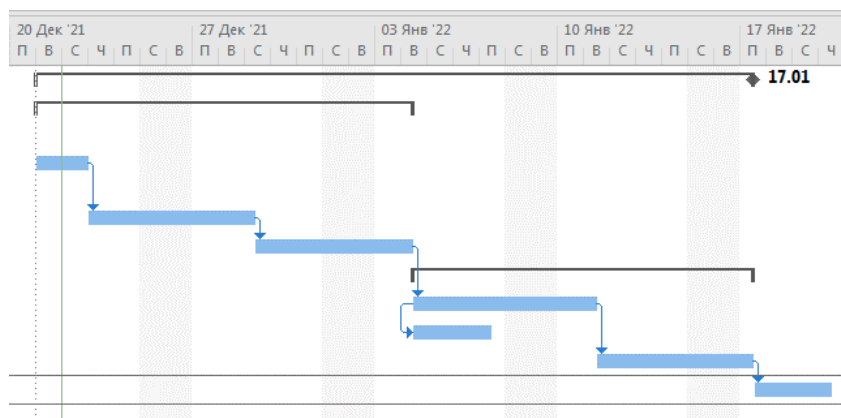 20 Дек '21 27 Дек '21 03 Янв '22 10 Янв '22 17 Янв '22
П В С Ч П С В П В С Ч П С В П В С Ч П С В П В С Ч П С В П В С Ч
17.01